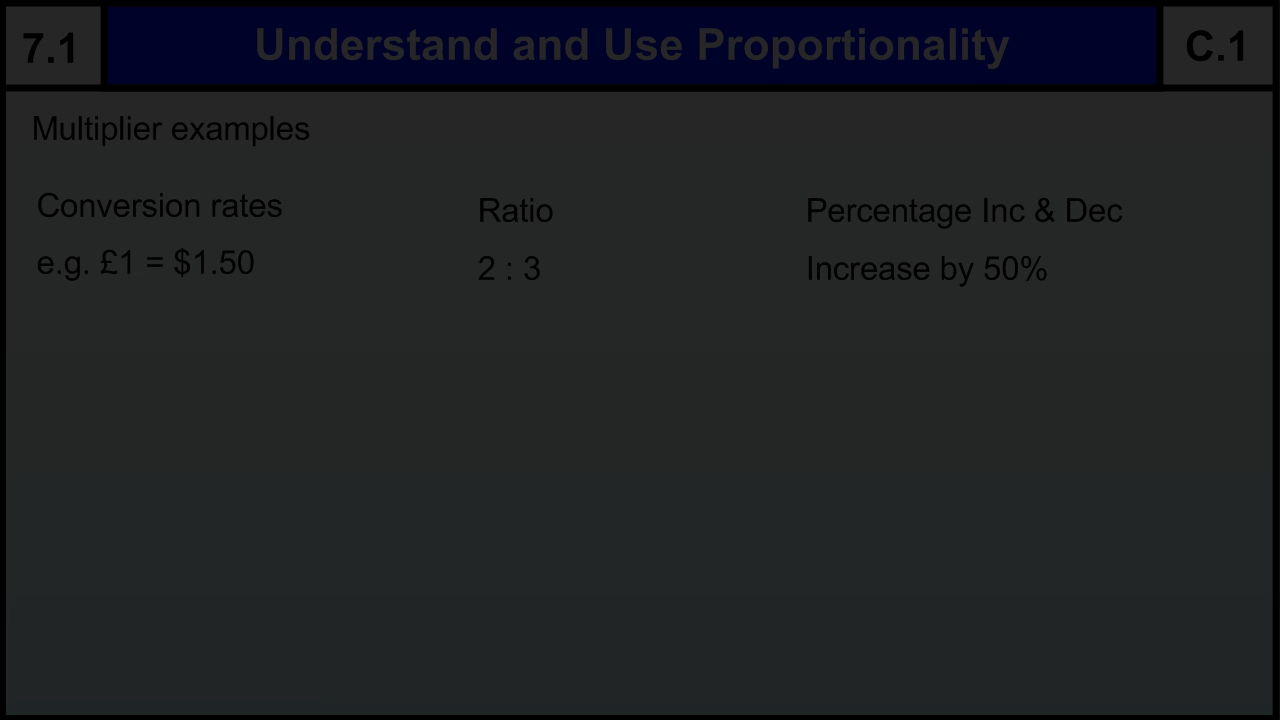 7.1
Understand and Use Proportionality
C.1
Multiplier examples
Conversion rates
e.g. £1 = $1.50
Ratio
2 : 3
Percentage Inc & Dec
Increase by 50%